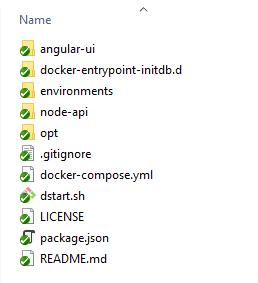 Name
angular-ui
docker-entrypoint-initdb.d
environments
node-api
opt
.gitignore
docker-compose.yml
dstart.sh
LICENSE
package.json
README.md